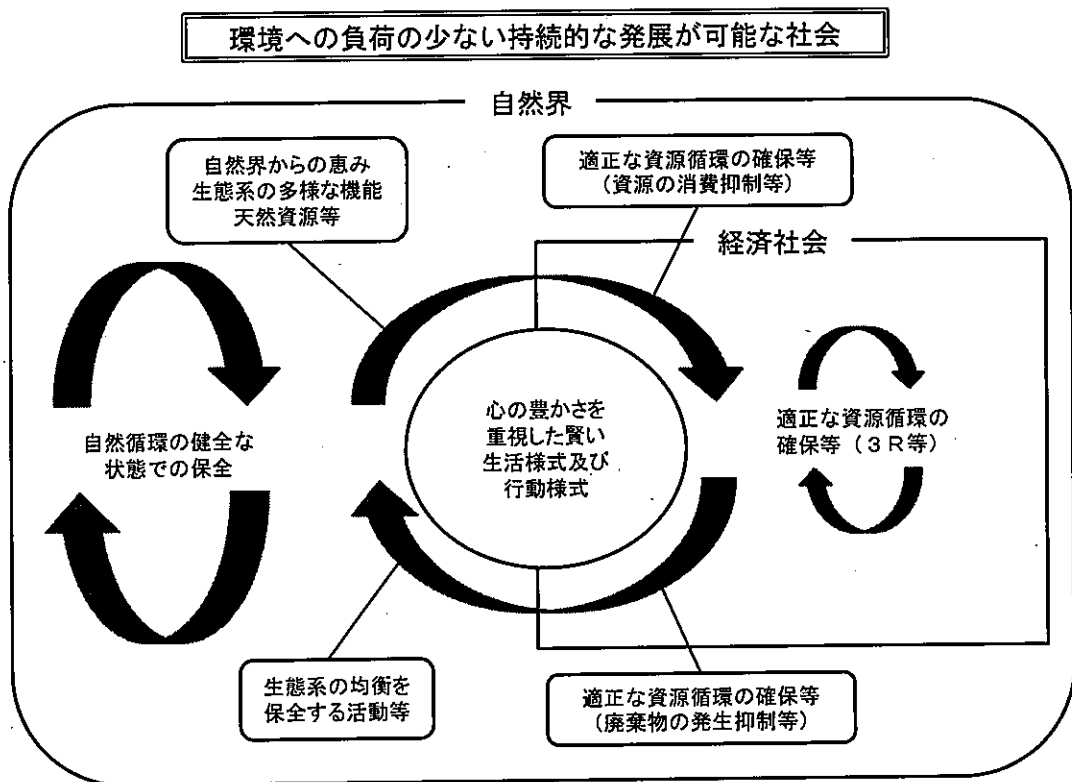 環境への負荷の少ない持続的な発展が可能な社会
自然界
自然界からの恵み
生態系の多様な機能
天然資源等
適正な資源循環の確保等
（資源の消費抑制等）
経済社会
自然循環の健全な
状態での保全
心の豊かさを
重視した賢い
生活様式及び
行動様式
適正な資源循環の
確保等（３Ｒ等）
生態系の均衡を
保全する活動等
適正な資源循環の確保等
（廃棄物の発生抑制等）